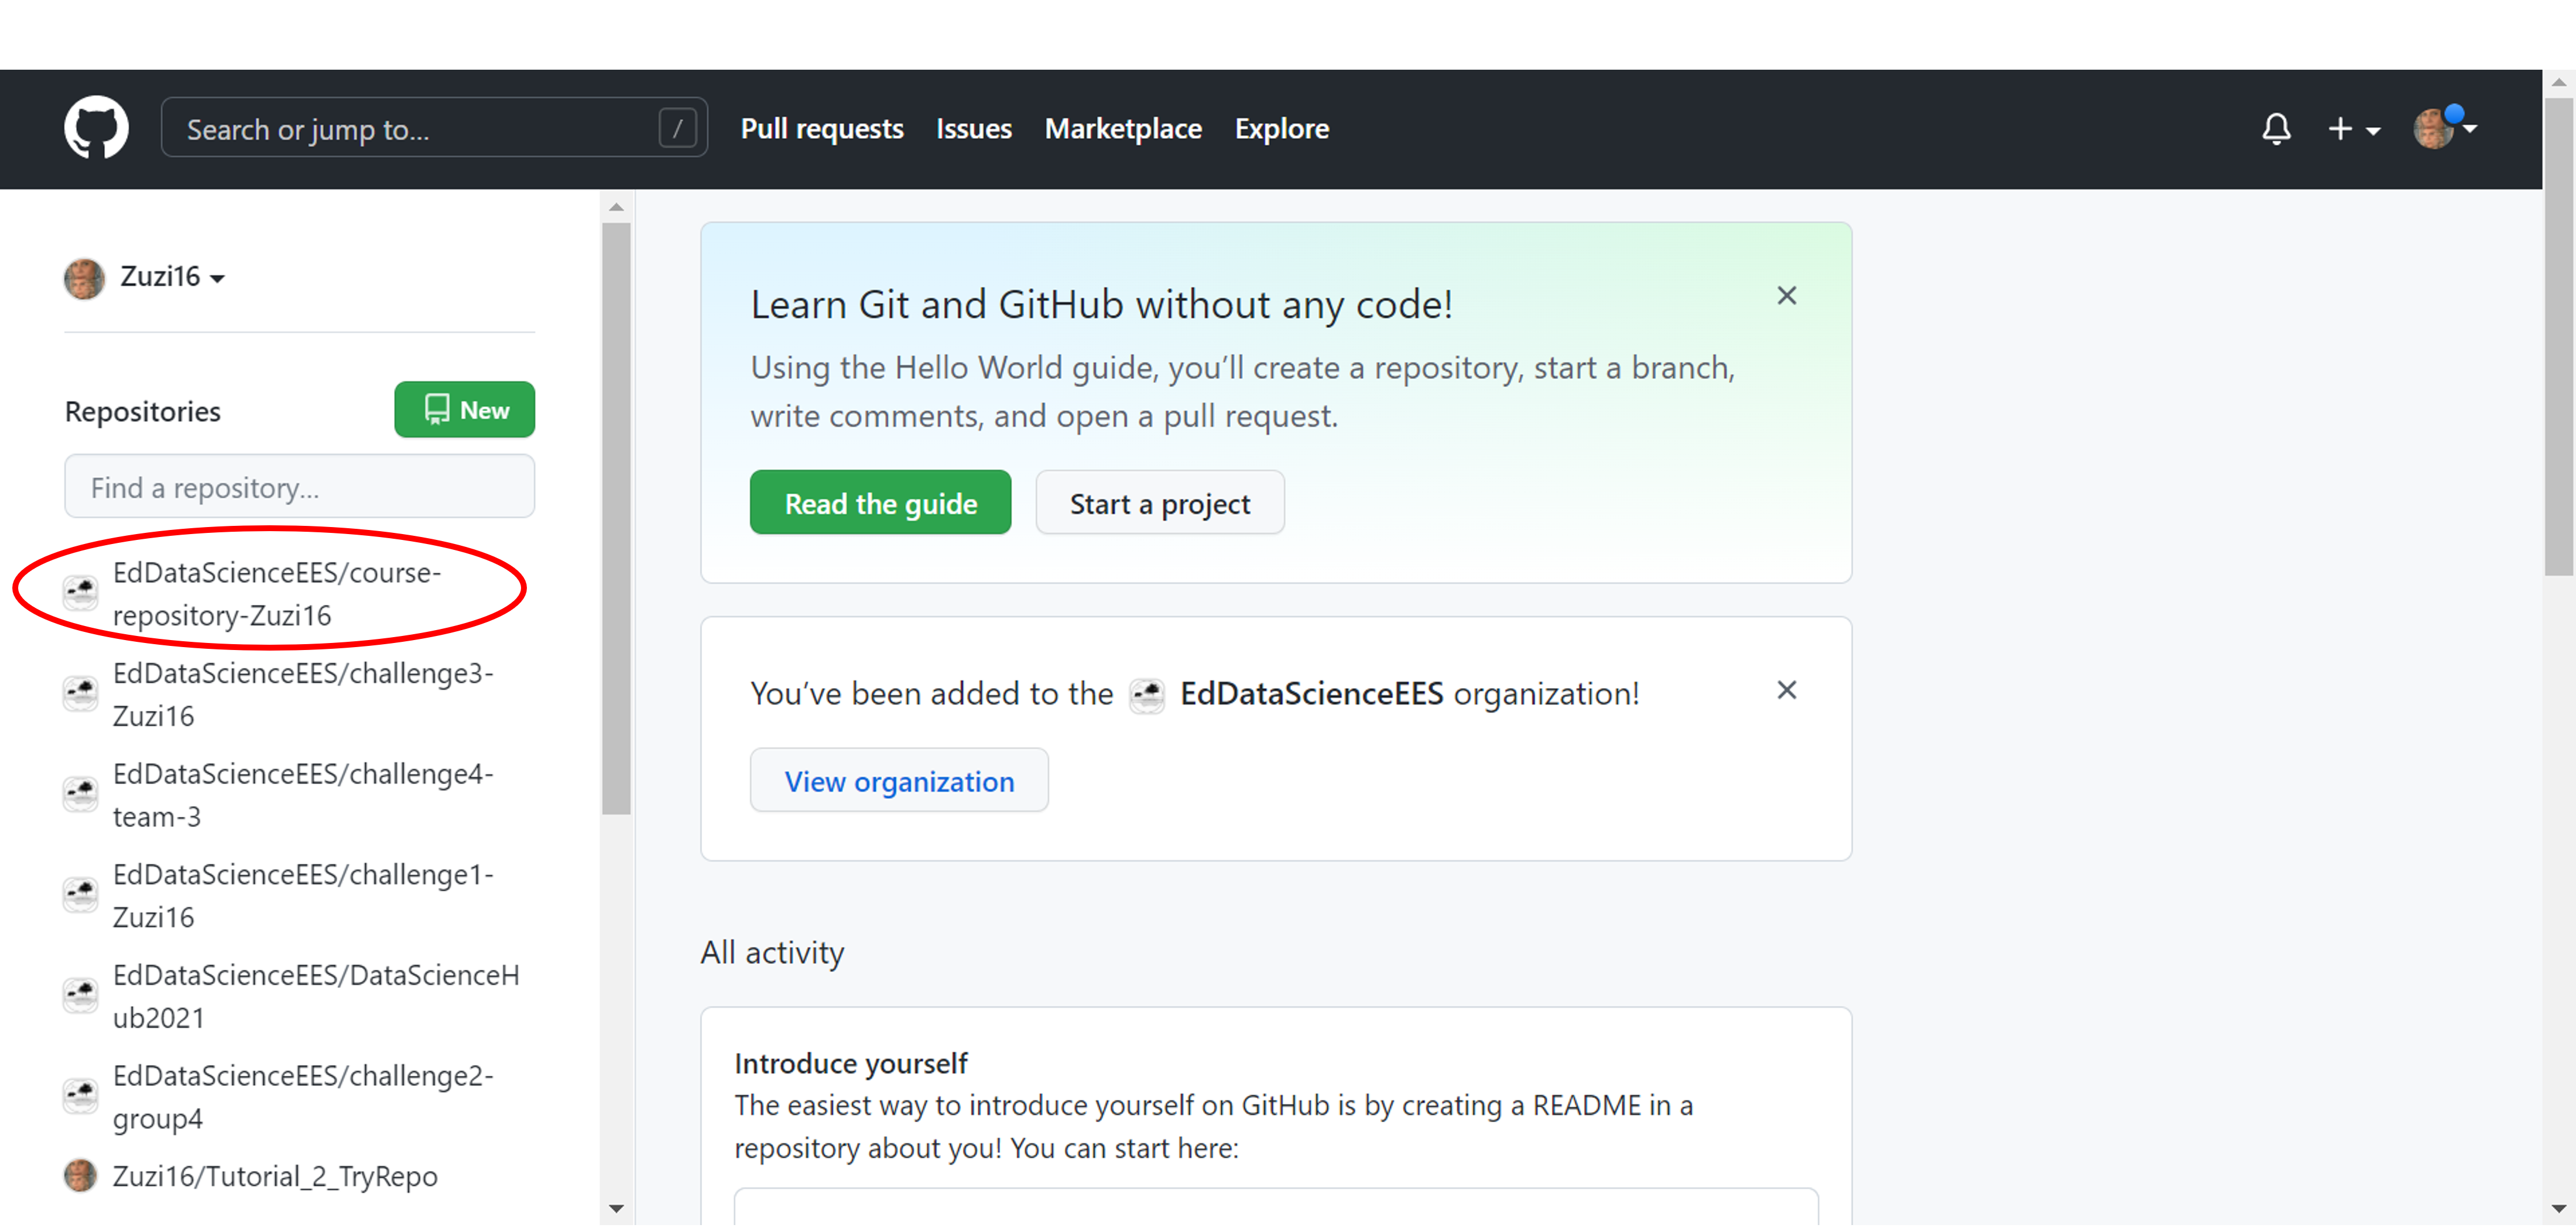 Search or jump to...
/
Pull requests
Issues
Marketplace
Explore
Zuzi16
Repositories
New
Find a repository...
EdDataScienceEES/course-
repository-Zuzi16
EdDataScienceEES/challenge3-
Zuzi16
EdDataScienceEES/challenge4-
team-3
EdDataScienceEES/challenge1-
Zuzi16
EdDataScienceEES/DataScienceH
ub2021
EdDataScienceEES/challenge2-
group4
Zuzi16/Tutorial_2_TryRepo
Learn Git and GitHub without any code!
Using the Hello World guide, you’ll create a repository, start a branch,
write comments, and open a pull request.
Read the guide
Start a project
You’ve been added to the EdDataScienceEES organization!
View organization
All activity
Introduce yourself
The easiest way to introduce yourself on GitHub is by creating a README in a
repository about you! You can start here: